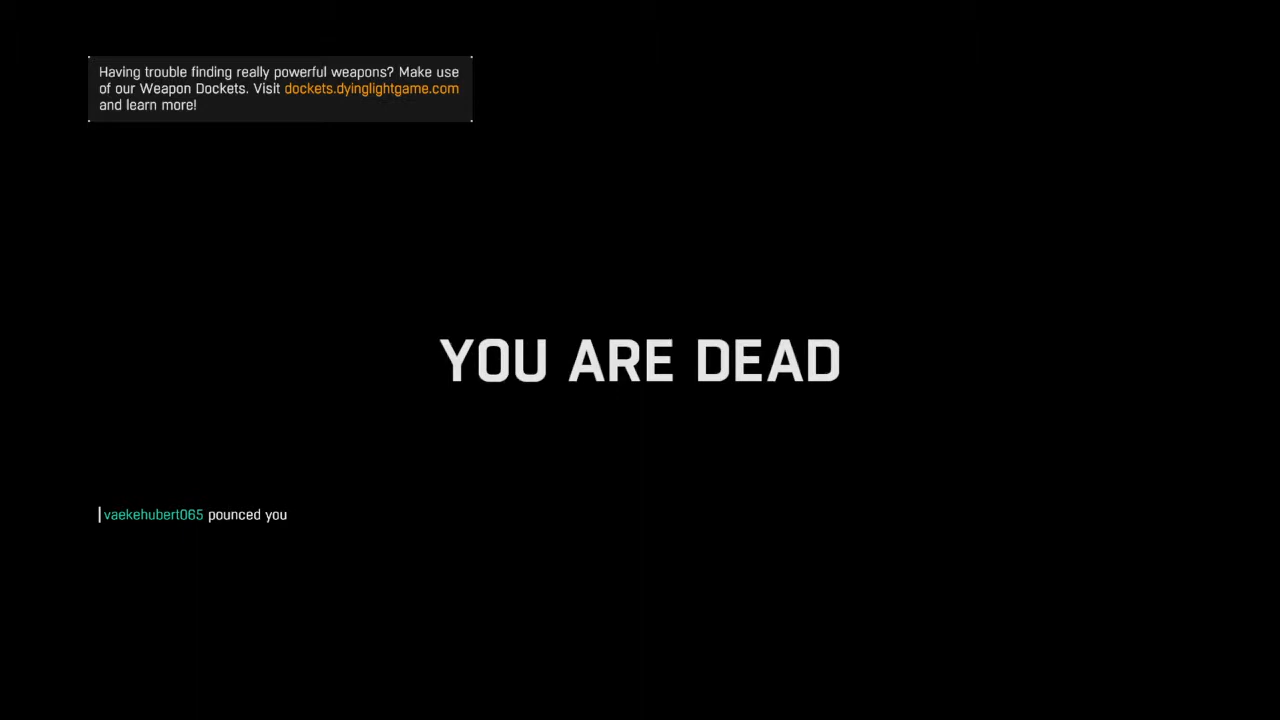 Having trouble finding really powerful weapons? Make use
of our Weapon Dockets. Visit dockets.dyinglightgame.com
and learn more!
YOU ARE DEAD
vaekehubert065 pounced you